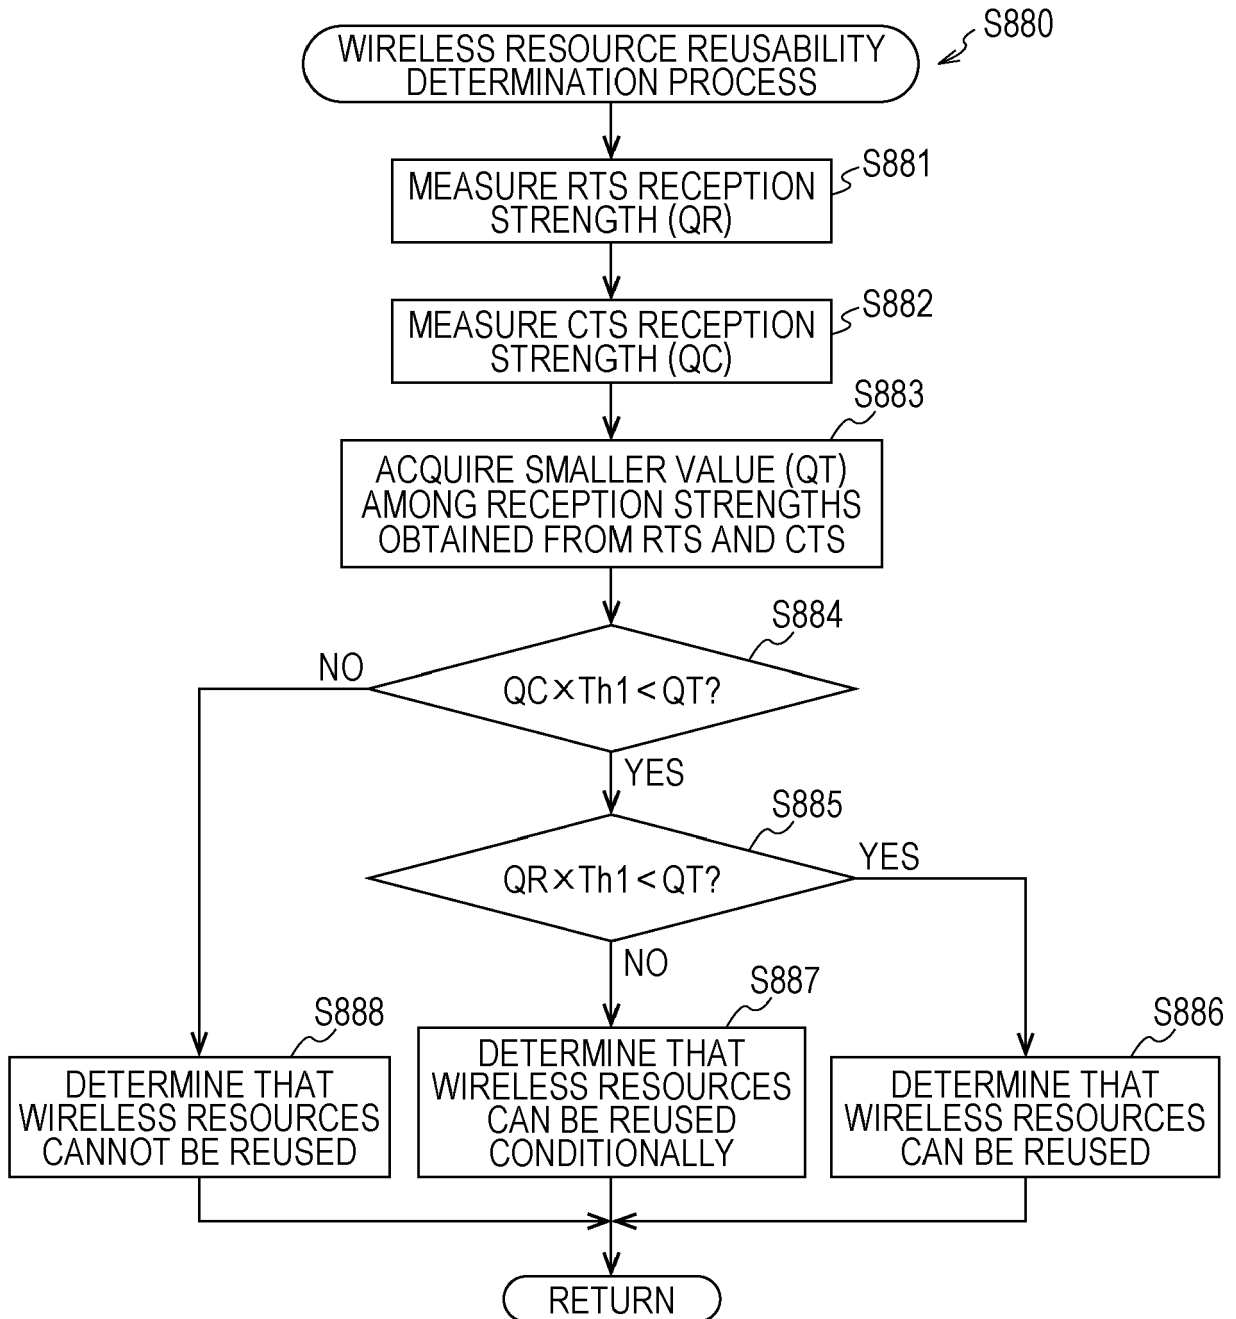 S880
WIRELESS RESOURCE REUSABILITY
DETERMINATION PROCESS
S881
MEASURE RTS RECEPTION
STRENGTH (QR)
S882
MEASURE CTS RECEPTION
STRENGTH (QC)
S883
ACQUIRE SMALLER VALUE (QT)
AMONG RECEPTION STRENGTHS
OBTAINED FROM RTS AND CTS
S884
NO
QC×Th1<QT?
YES
S885
QR×Th1<QT?
YES
NO
S888
DETERMINE THAT
WIRELESS RESOURCES
CANNOT BE REUSED
S887
DETERMINE THAT
WIRELESS RESOURCES
CAN BE REUSED
CONDITIONALLY
S886
DETERMINE THAT
WIRELESS RESOURCES
CAN BE REUSED
RETURN